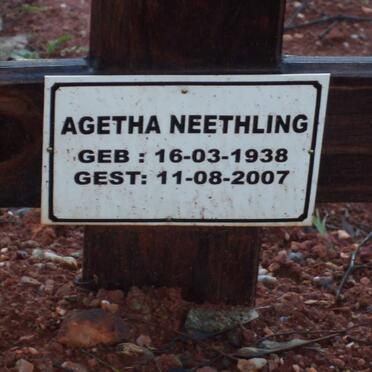 AGETHA NEETHLING
GEB : 16-03-1938
GEST: 11-08-2007